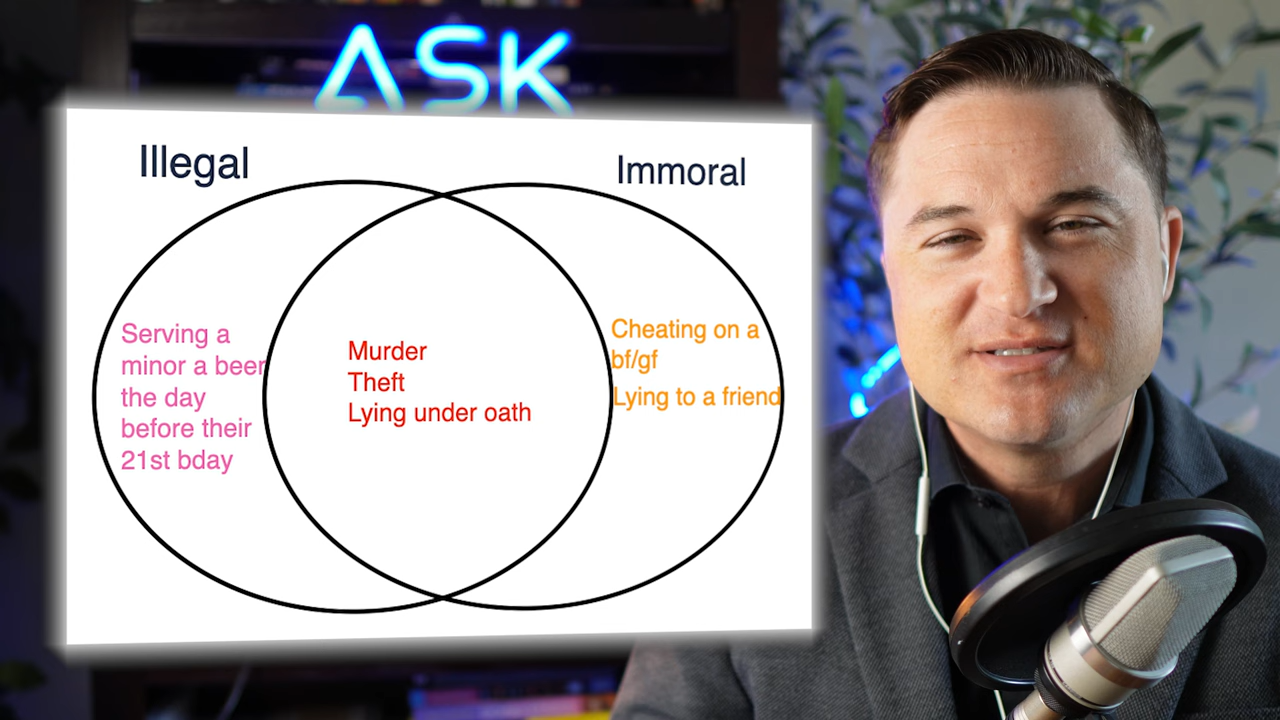 ASK
Illegal
Immoral
Serving a
minor a beer
the day
before their
21st bday
Murder
Theft
Lying under oath
Cheating on a
bf/gf
Lying to a friend